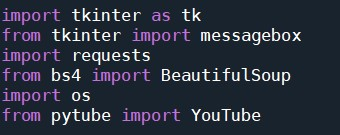 import tkinter as tk
from tkinter import messagebox
import requests
from bs4 import BeautifulSoup
import os
from pytube import YouTube